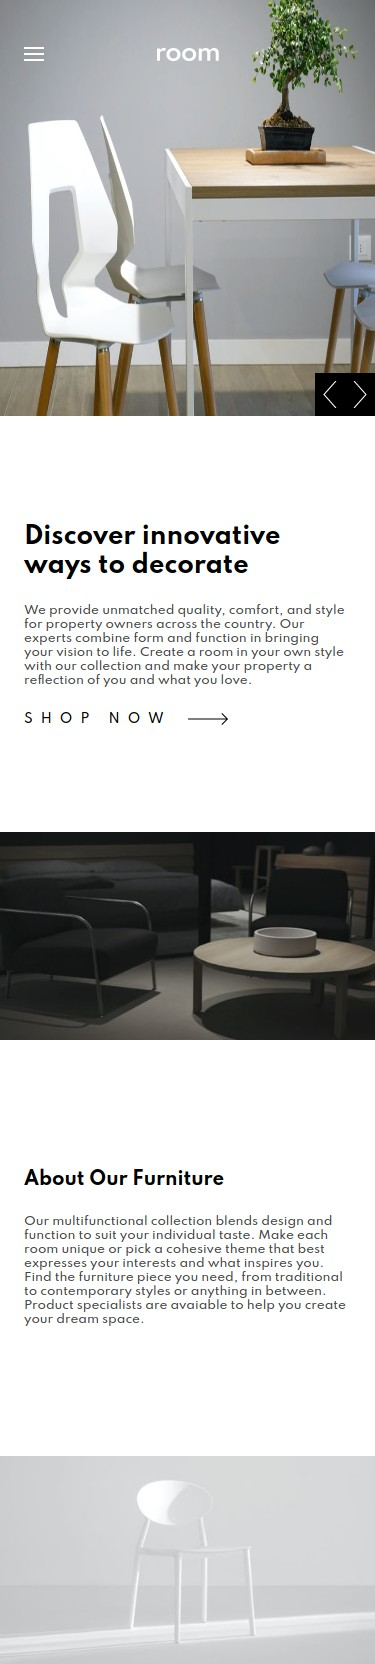 room
Discover innovative
ways to decorate
We provide unmatched quality, comfort, and style
for property owners across the country. Our
experts combine form and function in bringing
your vision to life. Create a room in your own style
with our collection and make your property a
reflection of you and what you love.
SHOP NOW
About Our Furniture
Our multifunctional collection blends design and
function to suit your individual taste. Make each
room unique or pick a cohesive theme that best
expresses your interests and what inspires you.
Find the furniture piece you need, from traditional
to contemporary styles or anything in between.
Product specialists are avaiable to help you create
your dream space.